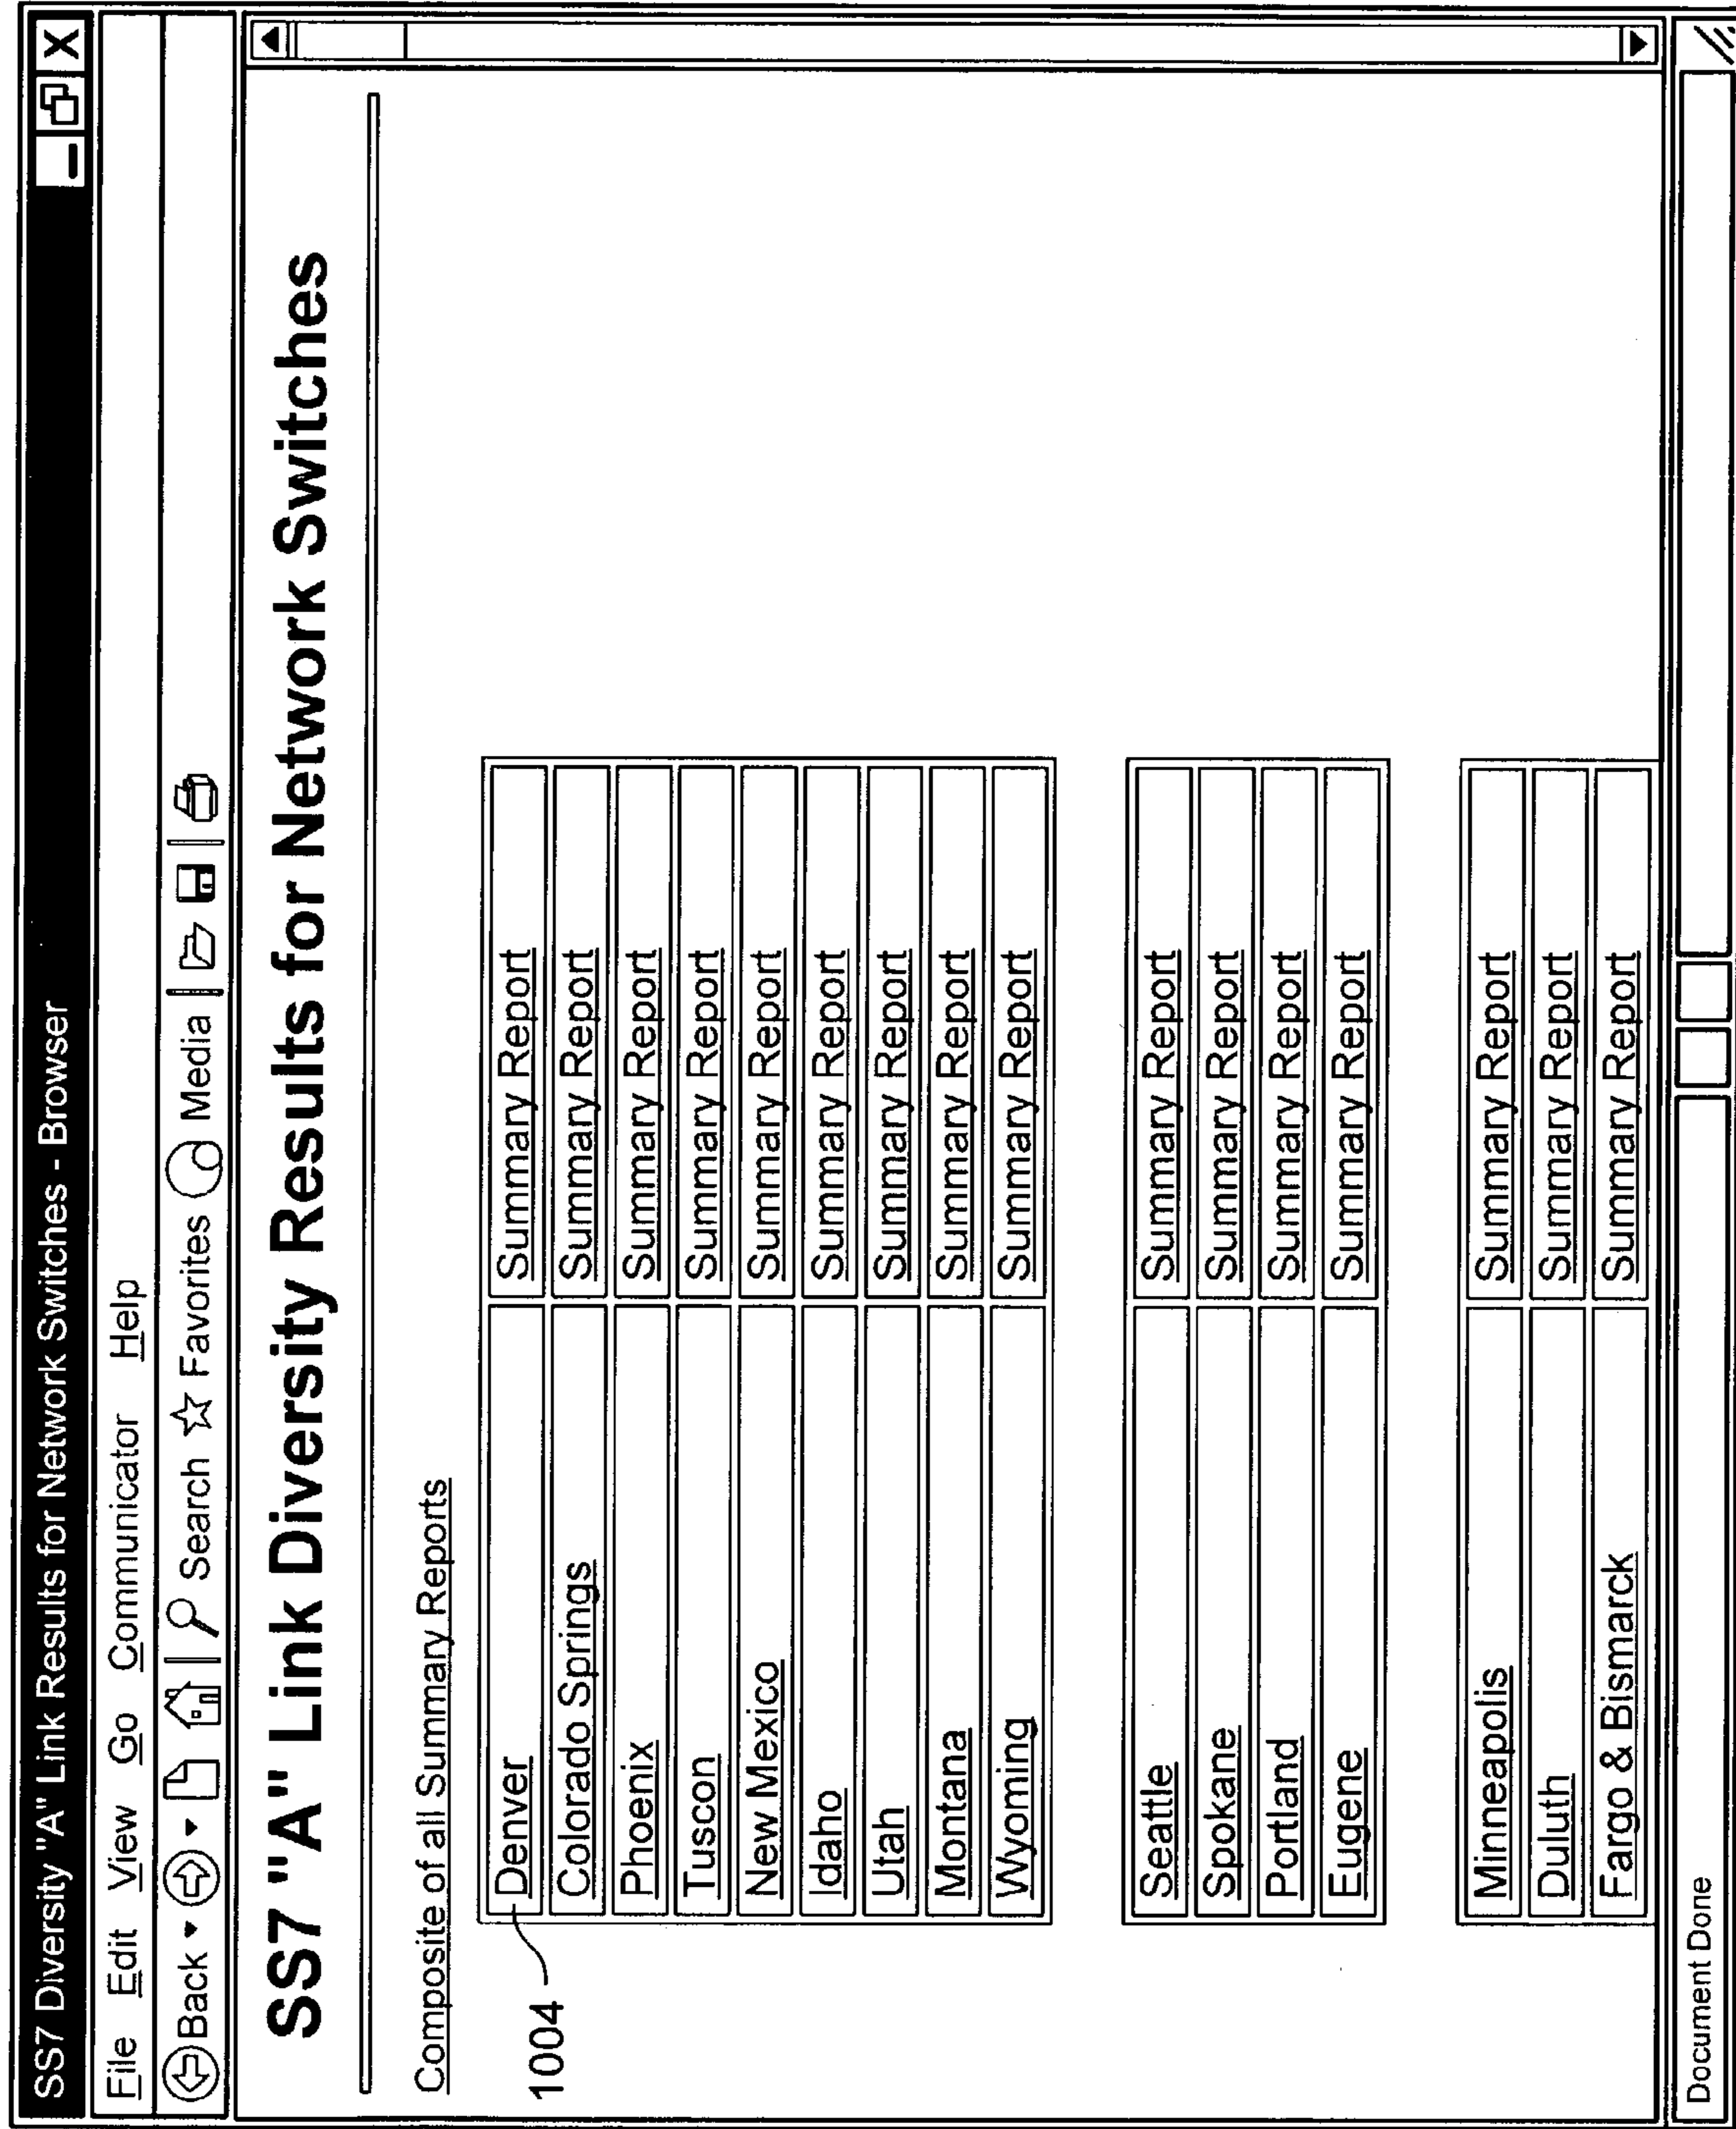 SS7 Diversity "A" Link Results for Network Switches - Browser
File Edit View Go Communicator Help
Back Search Favorites Media
SS7 "A" Link Diversity Results for Network Switches
Composite of all Summary Reports
1004
Denver Summary Report
Colorado Springs Summary Report
Phoenix Summary Report
Tuscon Summary Report
New Mexico Summary Report
Idaho Summary Report
Utah Summary Report
Montana Summary Report
Wyoming Summary Report
Seattle Summary Report
Spokane Summary Report
Portland Summary Report
Eugene Summary Report
Minneapolis Summary Report
Duluth Summary Report
Fargo & Bismarck Summary Report
Document Done